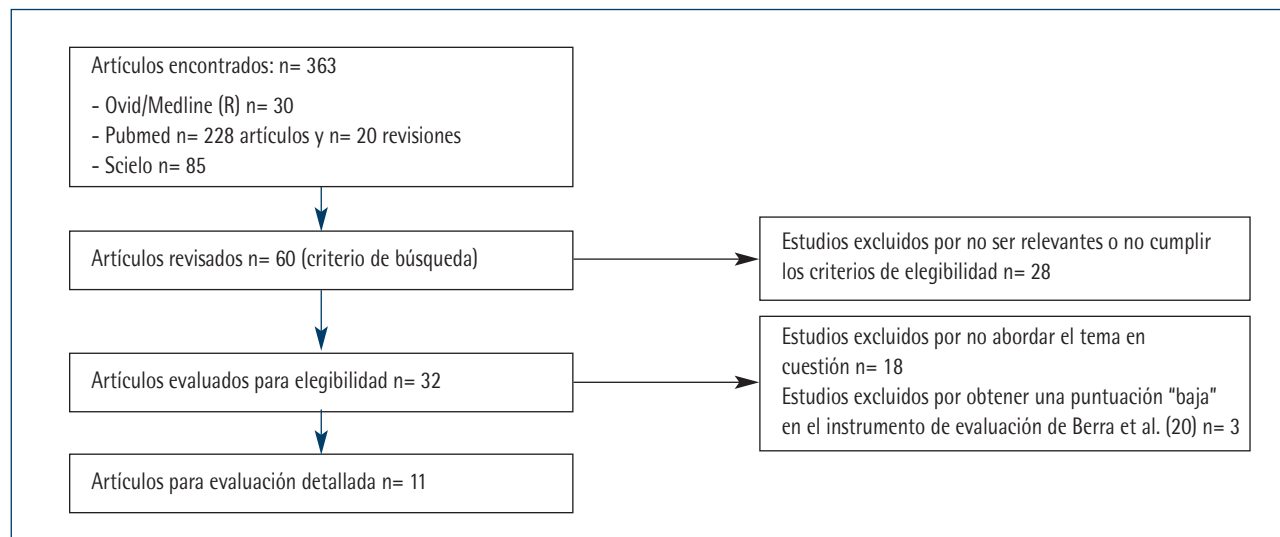 Artículos encontrados: n= 363
- Ovid/Medline (R) n= 30
- Pubmed n= 228 artículos y n= 20 revisiones
- Scielo n= 85
Artículos revisados n= 60 (criterio de búsqueda)
Estudios excluidos por no ser relevantes o no cumplir
los criterios de elegibilidad n= 28
Artículos evaluados para elegibilidad n= 32
Estudios excluidos por no abordar el tema en
cuestión n= 18
Estudios excluidos por obtener una puntuación "baja"
en el instrumento de evaluación de Berra et al. (20) n= 3
Artículos para evaluación detallada n= 11